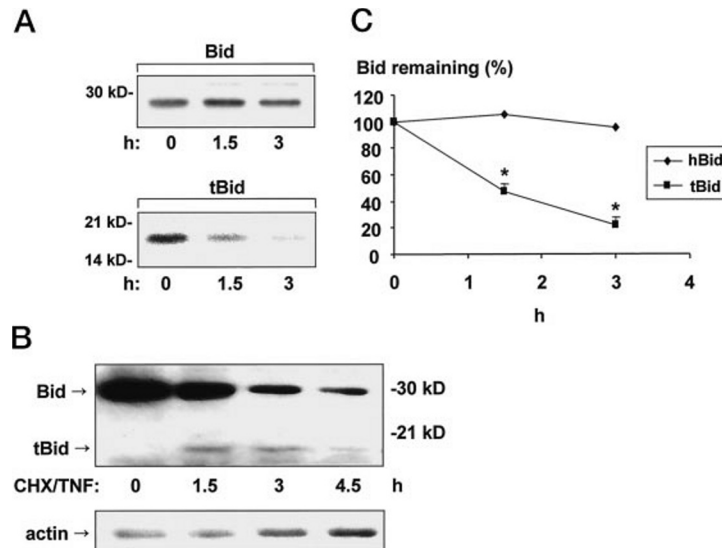 A
Bid
30 kD-
h: 0 1.5 3
tBid
21 kD-
14 kD-
h: 0 1.5 3
C
Bid remaining (%)
120
100
80
60
40
20
0
* *
0 1 2 3 4
h
hBid
tBid
B
Bid →
-30 kD
-21 kD
tBid →
CHX/TNF: 0 1.5 3 4.5 h
actin →